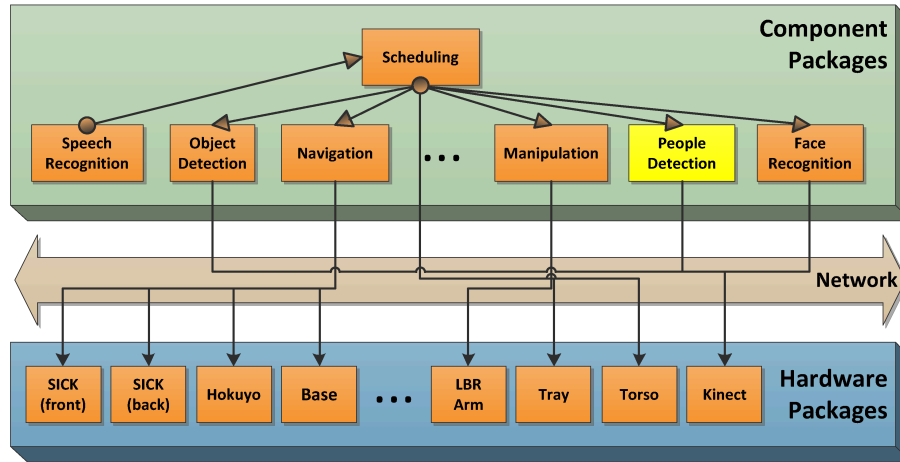 Component
Packages
Scheduling
Speech
Recognition
Object
Detection
Navigation
...
Manipulation
People
Detection
Face
Recognition
Network
SICK
(front)
SICK
(back)
Hokuyo
Base
...
LBR
Arm
Tray
Torso
Kinect
Hardware
Packages